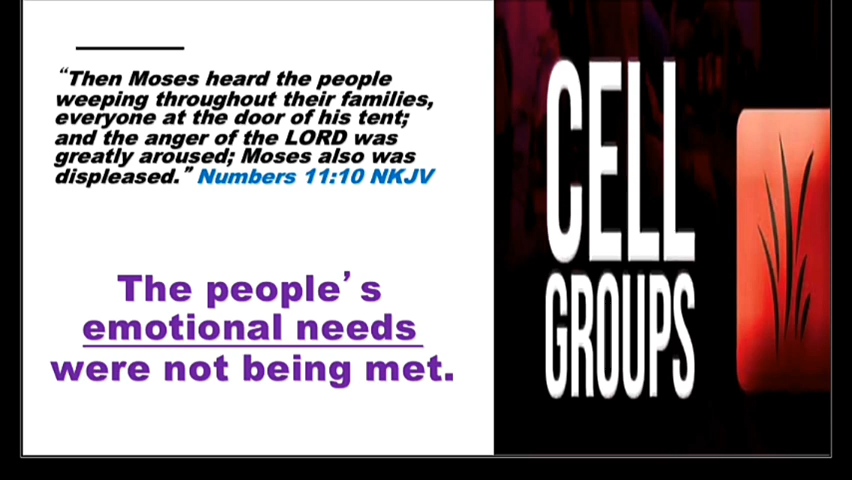 “Then Moses heard the people
weeping throughout their families,
everyone at the door of his tent;
and the anger of the LORD was
greatly aroused; Moses also was
displeased.” Numbers 11:10 NKJV
The people’s
emotional needs
were not being met.
CELL
GROUPS